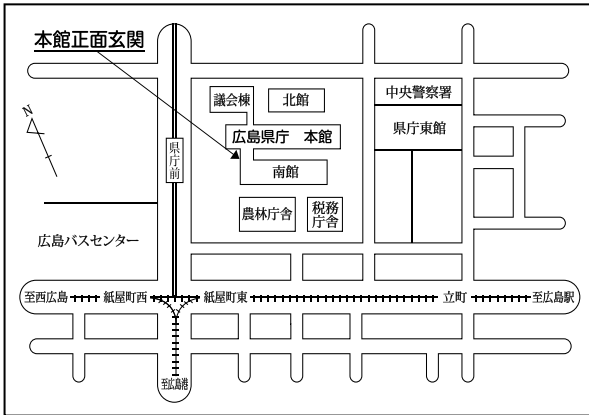 本館正面玄関
N
議会棟
北館
中央警察署
広島県庁 本館
県庁東館
県庁前
南館
農林庁舎
税務
庁舎
広島バスセンター
至西広島
紙屋町西
紙屋町東
立町
至広島駅
至広島港